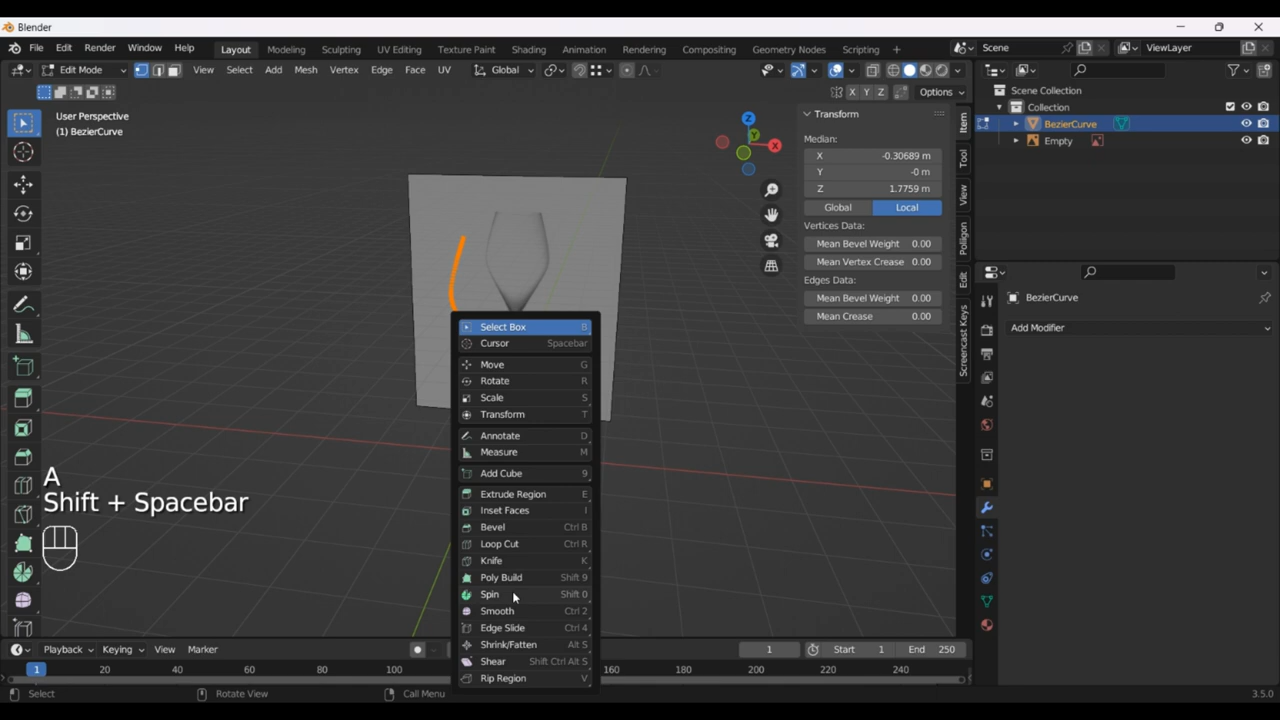 Blender
File Edit Render Window Help Layout Modeling Sculpting UV Editing Texture Paint Shading Animation Rendering Compositing Geometry Nodes Scripting + Scene ViewLayer
Edit Mode View Select Add Mesh Vertex Edge Face UV Global
X Y Z Options
User Perspective
(1) BezierCurve
Z
Y
X
Transform
Median:
X -0.30689 m
Y -0 m
Z 1.7759 m
Global Local
Vertices Data:
Mean Bevel Weight 0.00
Mean Vertex Crease 0.00
Edges Data:
Mean Bevel Weight 0.00
Mean Crease 0.00
Item
Tool
View
Poligon
Edit
Screencast Keys
Scene Collection
Collection
BezierCurve
Empty
BezierCurve
Add Modifier
Select Box B
Cursor Spacebar
Move G
Rotate R
Scale S
Transform T
Annotate D
Measure M
Add Cube 9
Extrude Region E
Inset Faces I
Bevel Ctrl B
Loop Cut Ctrl R
Knife K
Poly Build Shift 9
Spin Shift 0
Smooth Ctrl 2
Edge Slide Ctrl 4
Shrink/Fatten Alt S
Shear Shift Ctrl Alt S
Rip Region V
A
Shift + Spacebar
Playback Keying View Marker 1 Start 1 End 250
1 20 40 60 80 100 160 180 200 220 240
Select Rotate View Call Menu 3.5.0